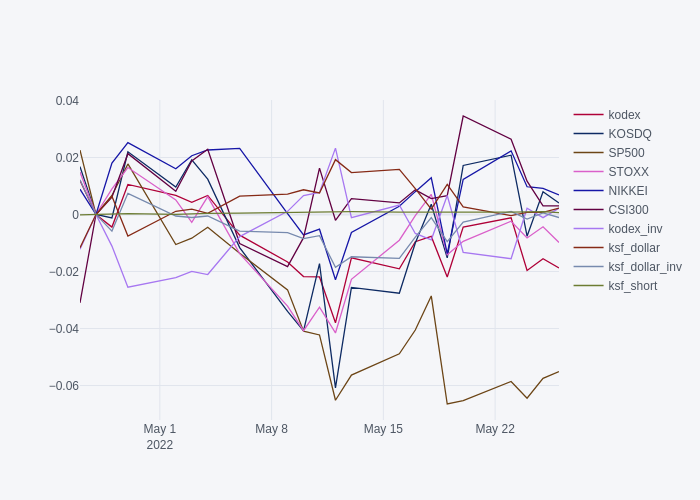 0.04
0.02
0
−0.02
−0.04
−0.06
May 1
2022
May 8
May 15
May 22
kodex
KOSDQ
SP500
STOXX
NIKKEI
CSI300
kodex_inv
ksf_dollar
ksf_dollar_inv
ksf_short